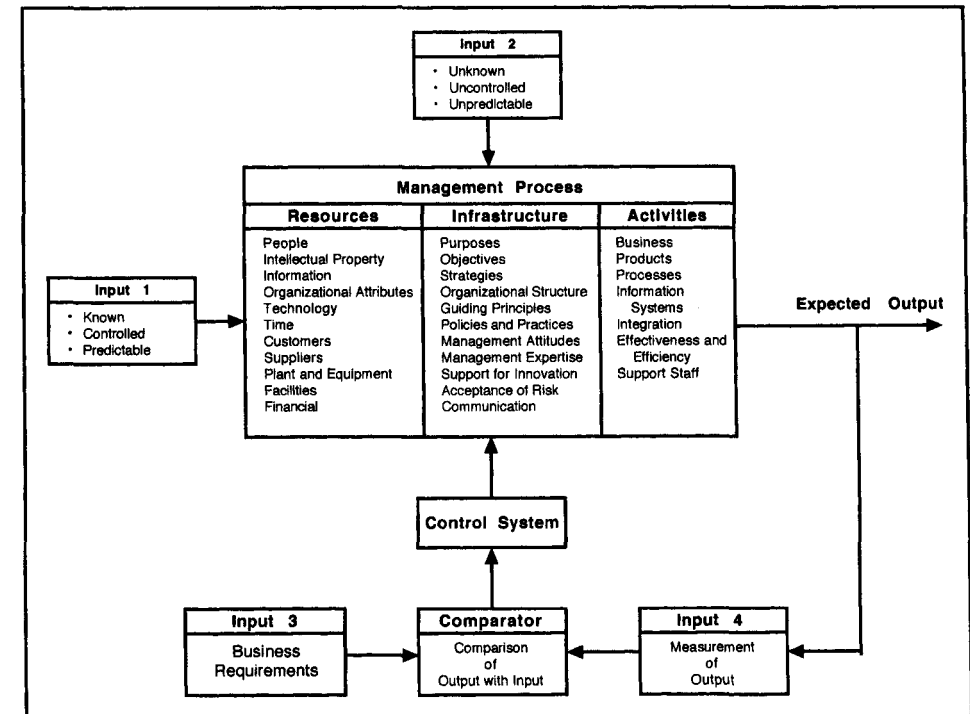 Input 2
• Unknown
• Uncontrolled
• Unpredictable
Management Process
Resources
People
Intellectual Property
Information
Organizational Attributes
Technology
Time
Customers
Suppliers
Plant and Equipment
Facilities
Financial
Infrastructure
Purposes
Objectives
Strategies
Organizational Structure
Guiding Principles
Policies and Practices
Management Attitudes
Management Expertise
Support for Innovation
Acceptance of Risk
Communication
Activities
Business
Products
Processes
Information
Systems
Integration
Effectiveness and
Efficiency
Support Staff
Input 1
• Known
• Controlled
• Predictable
Expected Output
Control System
Input 3
Business
Requirements
Comparator
Comparison
of
Output with Input
Input 4
Measurement
of
Output